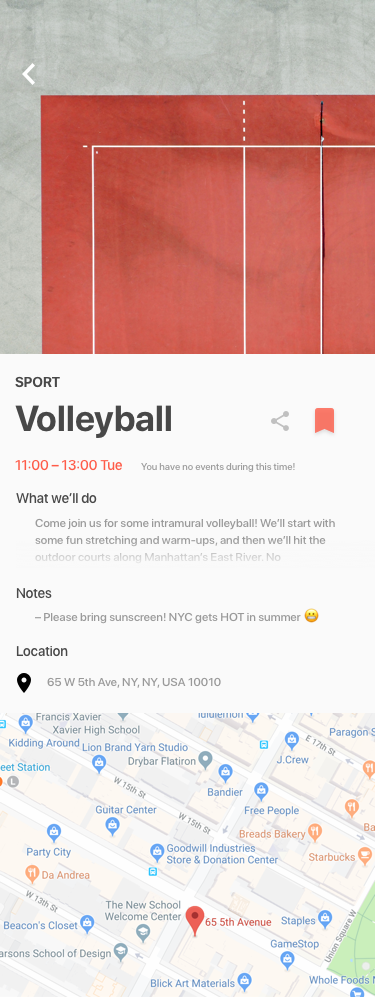 SPORT
Volleyball
11:00 – 13:00 Tue
You have no events during this time!
What we’ll do
Come join us for some intramural volleyball! We’ll start with
some fun stretching and warm-ups, and then we’ll hit the
outdoor courts along Manhattan’s East River. No
Notes
– Please bring sunscreen! NYC gets HOT in summer 😬
Location
65 W 5th Ave, NY, NY, USA 10010
Francis Xavier
Xavier High School
lululemon
Paragon S
E 17th St
Kidding Around
Lion Brand Yarn Studio
Drybar Flatiron
J.Crew
eet Station
L
W 15th St
Bandier
Guitar Center
Free People
W 15th St
Ba
Breads Bakery
Party City
Goodwill Industries
Store & Donation Center
Starbucks
Da Andrea
W 13th St
The New School
Welcome Center
65 5th Avenue
Staples
Union Square W
Beacon's Closet
GameStop
arsons School of Design
Blick Art Materials
Whole Foods M